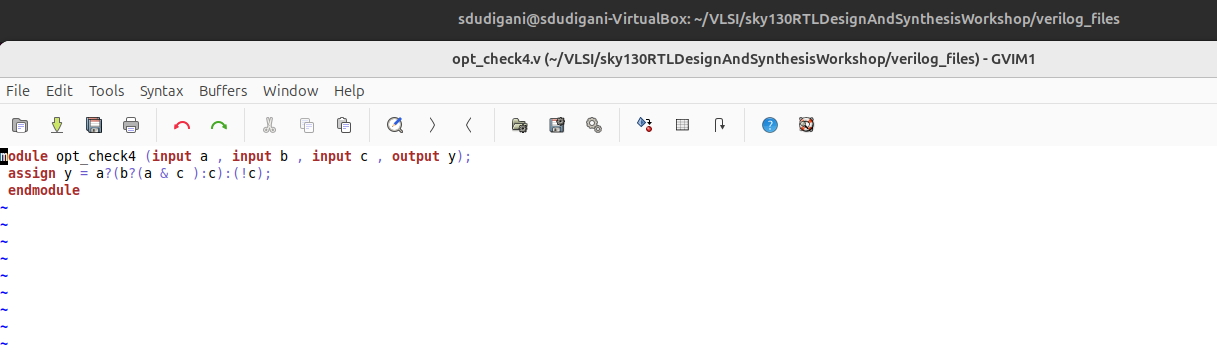 sdudigani@sdudigani-VirtualBox: ~/VLSI/sky130RTLDesignAndSynthesisWorkshop/verilog_files
opt_check4.v (~/VLSI/sky130RTLDesignAndSynthesisWorkshop/verilog_files) - GVIM1
File Edit Tools Syntax Buffers Window Help
module opt_check4 (input a , input b , input c , output y);
 assign y = a?(b?(a & c ):c):(!c);
 endmodule
~
~
~
~
~
~
~
~
~